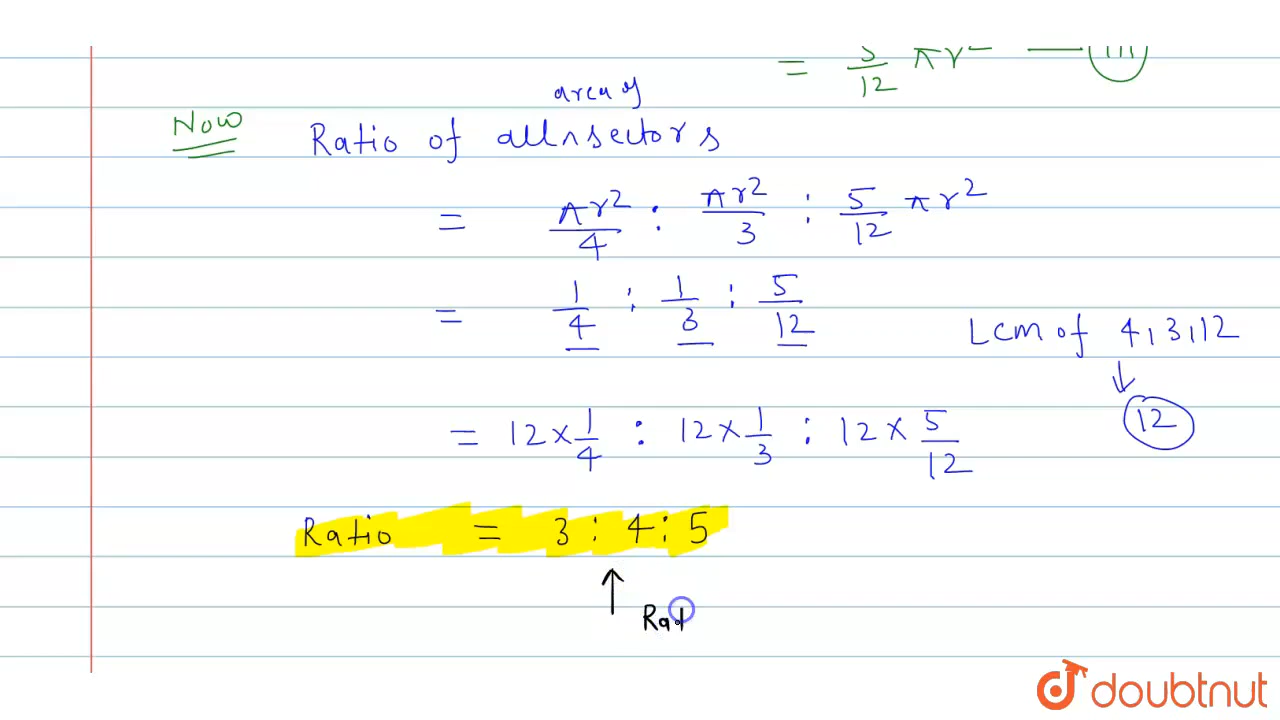 = 5/12 πr² — (III)
area of
Now Ratio of all ∧ sectors
= πr²/4 : πr²/3 : 5/12 πr²
= 1/4 : 1/3 : 5/12
Lcm of 4,3,12
↓
12
= 12×1/4 : 12×1/3 : 12×5/12
Ratio = 3:4:5
↑
Rat
doubtnut